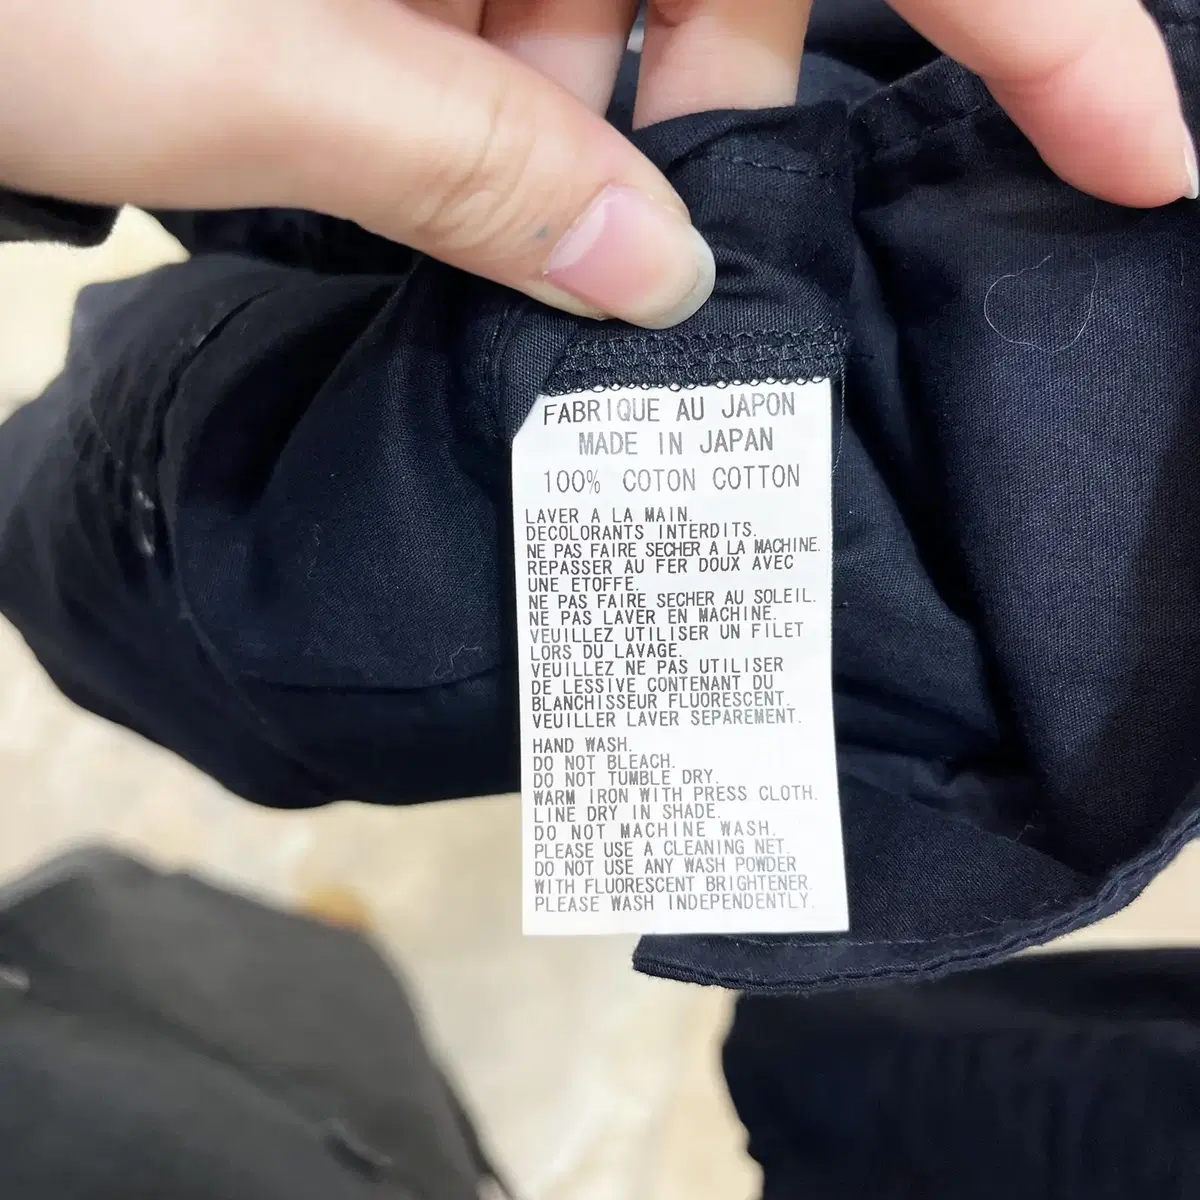 FABRIQUE AU JAPON
MADE IN JAPAN
100% COTON COTTON
LAVER A LA MAIN.
DECOLORANTS INTERDITS.
NE PAS FAIRE SECHER A LA MACHINE.
REPASSER AU FER DOUX AVEC
UNE ETOFFE.
NE PAS FAIRE SECHER AU SOLEIL.
NE PAS LAVER EN MACHINE.
VEUILLEZ UTILISER UN FILET
LORS DU LAVAGE.
VEUILLEZ NE PAS UTILISER
DE LESSIVE CONTENANT DU
BLANCHISSEUR FLUORESCENT.
VEUILLER LAVER SEPAREMENT.
HAND WASH.
DO NOT BLEACH.
DO NOT TUMBLE DRY.
WARM IRON WITH PRESS CLOTH.
LINE DRY IN SHADE.
DO NOT MACHINE WASH.
PLEASE USE A CLEANING NET.
DO NOT USE ANY WASH POWDER
WITH FLUORESCENT BRIGHTENER.
PLEASE WASH INDEPENDENTLY.